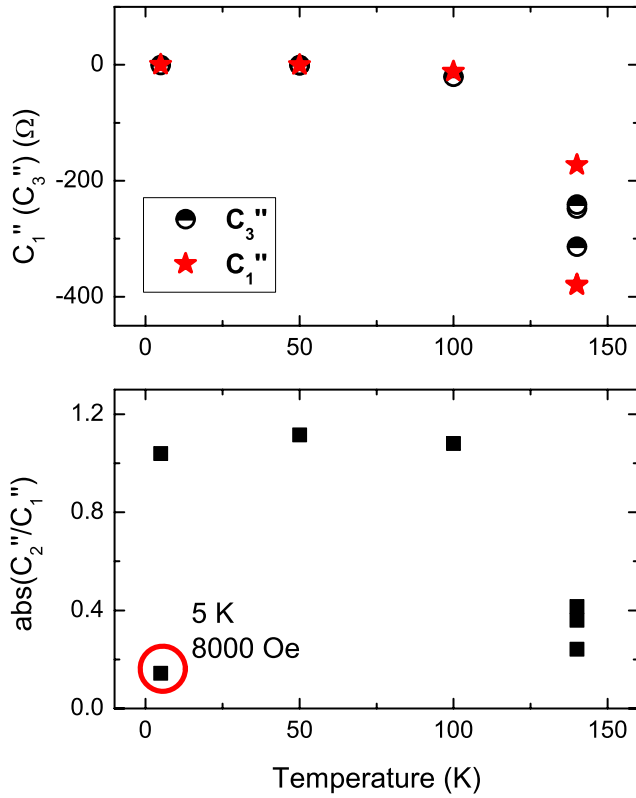 C₁'' (C₃'') (Ω)
0
-200
-400
C₃''
C₁''
0 50 100 150
abs(C₂''/C₁'')
1.2
0.8
0.4
0.0
5 K
8000 Oe
0 50 100 150
Temperature (K)